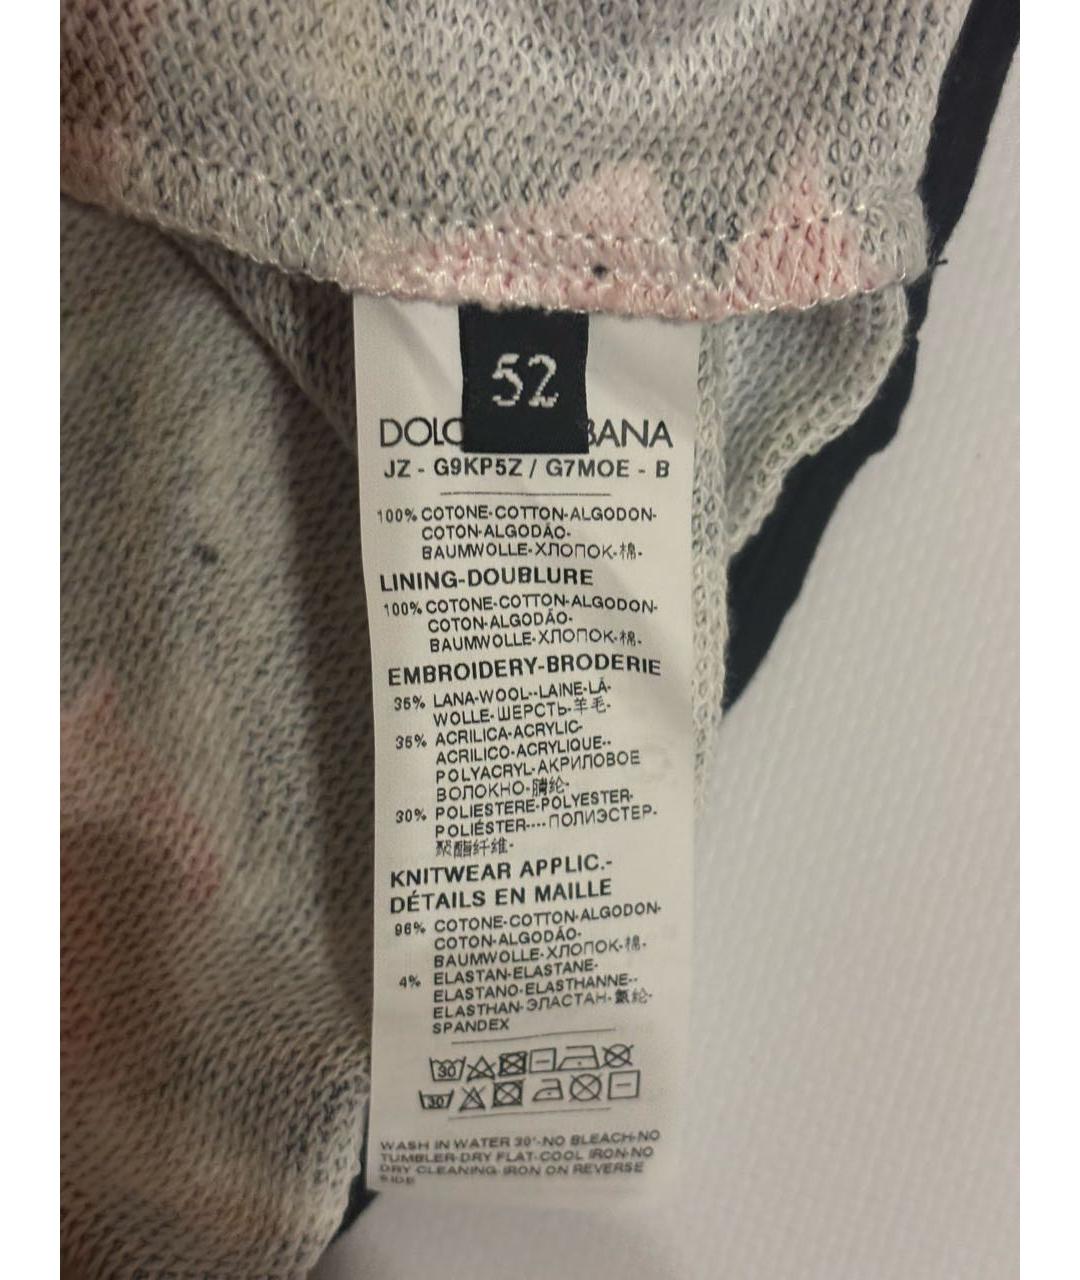 52
DOLC BANA
JZ - G9KP5Z / G7MOE - B
100% COTONE-COTTON-ALGODON-
COTON-ALGODÃO-
BAUMWOLLE-ХЛОПОК-棉-
LINING-DOUBLURE
100% COTONE-COTTON-ALGODON-
COTON-ALGODÃO-
BAUMWOLLE-ХЛОПОК-棉-
EMBROIDERY-BRODERIE
35% LANA-WOOL--LAINE-LÃ-
WOLLE-ШЕРСТЬ-羊毛-
35% ACRILICA-ACRYLIC-
ACRILICO-ACRYLIQUE--
POLYACRYL-АКРИЛОВОЕ
ВОЛОКНО-腈纶-
30% POLIESTERE-POLYESTER-
POLIÉSTER----ПОЛИЭСТЕР-
聚酯纤维-
KNITWEAR APPLIC.-
DÉTAILS EN MAILLE
96% COTONE-COTTON-ALGODON-
COTON-ALGODÃO-
BAUMWOLLE-ХЛОПОК-棉-
4% ELASTAN-ELASTANE-
ELASTANO-ELASTHANNE--
ELASTHAN-ЭЛАСТАН-氨纶-
SPANDEX
30
30
WASH IN WATER 30°-NO BLEACH-NO
TUMBLER-DRY FLAT-COOL IRON-NO
DRY CLEANING-IRON ON REVERSE
SIDE